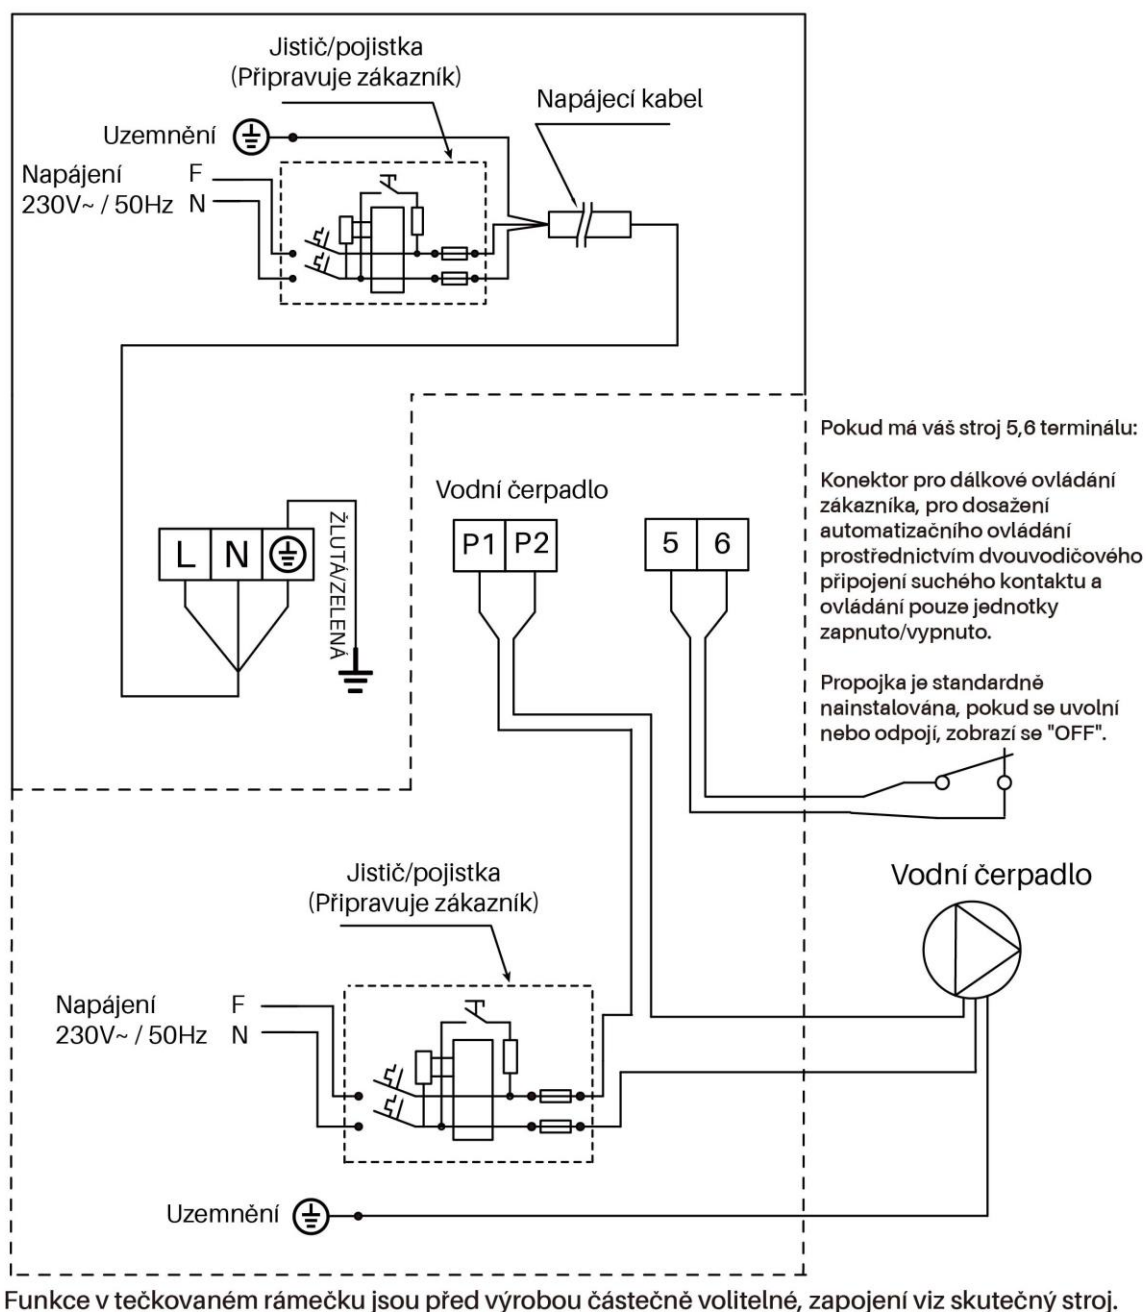 Jistič/pojistka
(Připravuje zákazník)
Napájecí kabel
Uzemnění
Napájení F
230V~ / 50Hz N
Pokud má váš stroj 5,6 terminálu:
Konektor pro dálkové ovládání
zákazníka, pro dosažení
automatizačního ovládání
prostřednictvím dvouvodičového
připojení suchého kontaktu a
ovládání pouze jednotky
zapnuto/vypnuto.
Propojka je standardně
nainstalována, pokud se uvolní
nebo odpojí, zobrazí se "OFF".
Vodní čerpadlo
L N
ŽLUTÁ/ZELENÁ
P1 P2
5 6
Vodní čerpadlo
Jistič/pojistka
(Připravuje zákazník)
Napájení F
230V~ / 50Hz N
Uzemnění
Funkce v tečkovaném rámečku jsou před výrobou částečně volitelné, zapojení viz skutečný stroj.